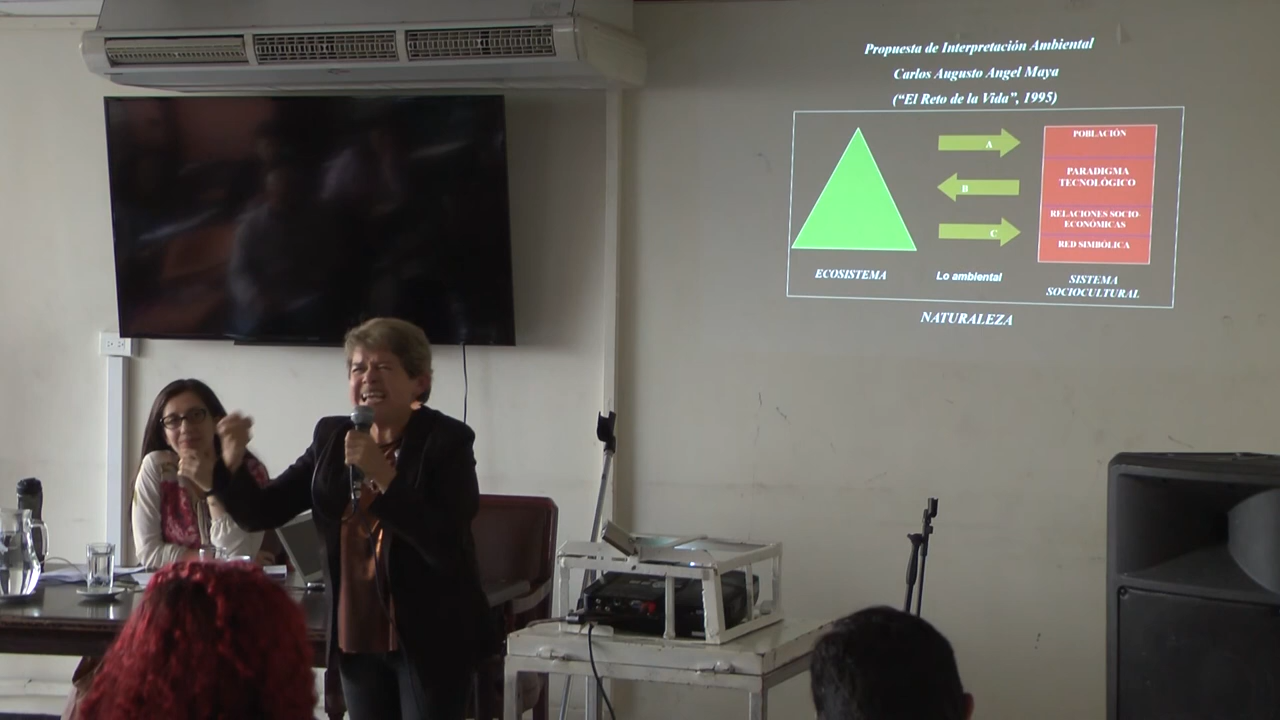 Propuesta de Interpretación Ambiental
Carlos Augusto Angel Maya
(“El Reto de la Vida”, 1995)
A
B
C
POBLACIÓN
PARADIGMA
TECNOLÓGICO
RELACIONES SOCIO-
ECONÓMICAS
RED SIMBÓLICA
ECOSISTEMA
Lo ambiental
SISTEMA
SOCIOCULTURAL
NATURALEZA